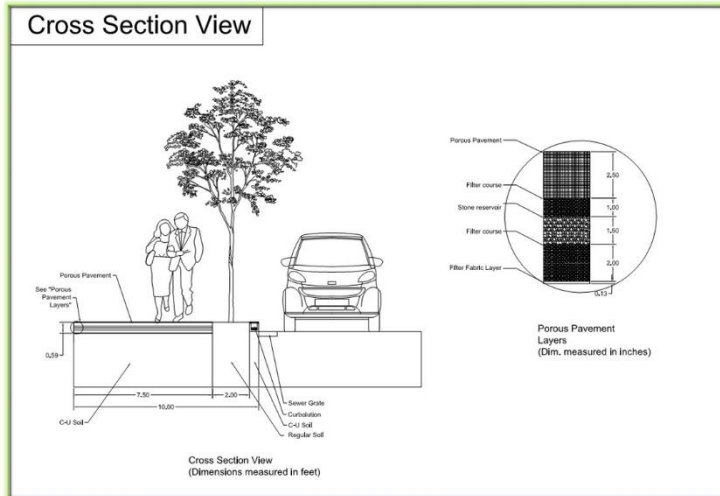 Cross Section View
Porous Pavement
See "Porous
Pavement
Layers"
0.59
7.50
2.00
10.00
C-U Soil
Sewer Grate
Curbolation
C-U Soil
Regular Soil
Cross Section View
(Dimensions measured in feet)
Porous Pavement
Filter course
Stone reservoir
Filter course
Filter Fabric Layer
2.50
1.00
1.50
2.00
0.13
Porous Pavement
Layers
(Dim. measured in inches)